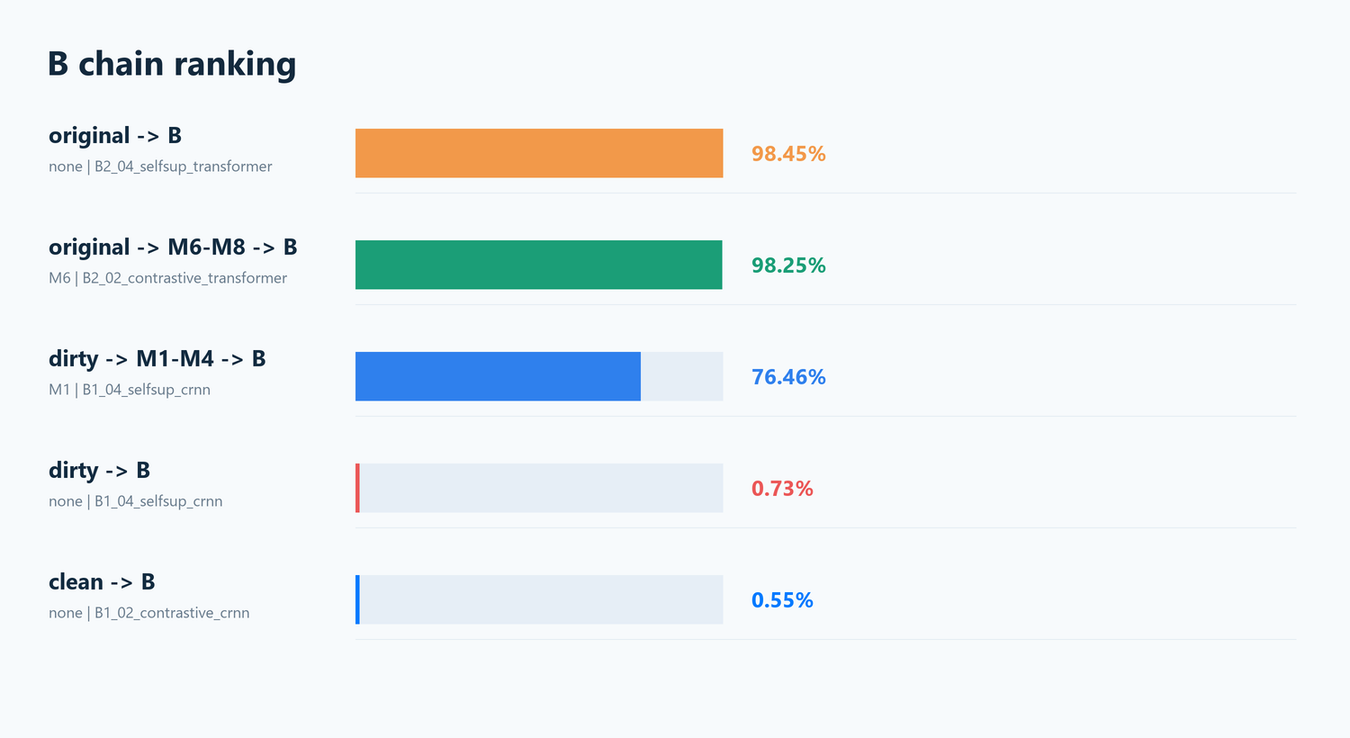 B chain ranking
original -> B
none | B2_04_selfsup_transformer
98.45%
original -> M6-M8 -> B
M6 | B2_02_contrastive_transformer
98.25%
dirty -> M1-M4 -> B
M1 | B1_04_selfsup_crnn
76.46%
dirty -> B
none | B1_04_selfsup_crnn
0.73%
clean -> B
none | B1_02_contrastive_crnn
0.55%